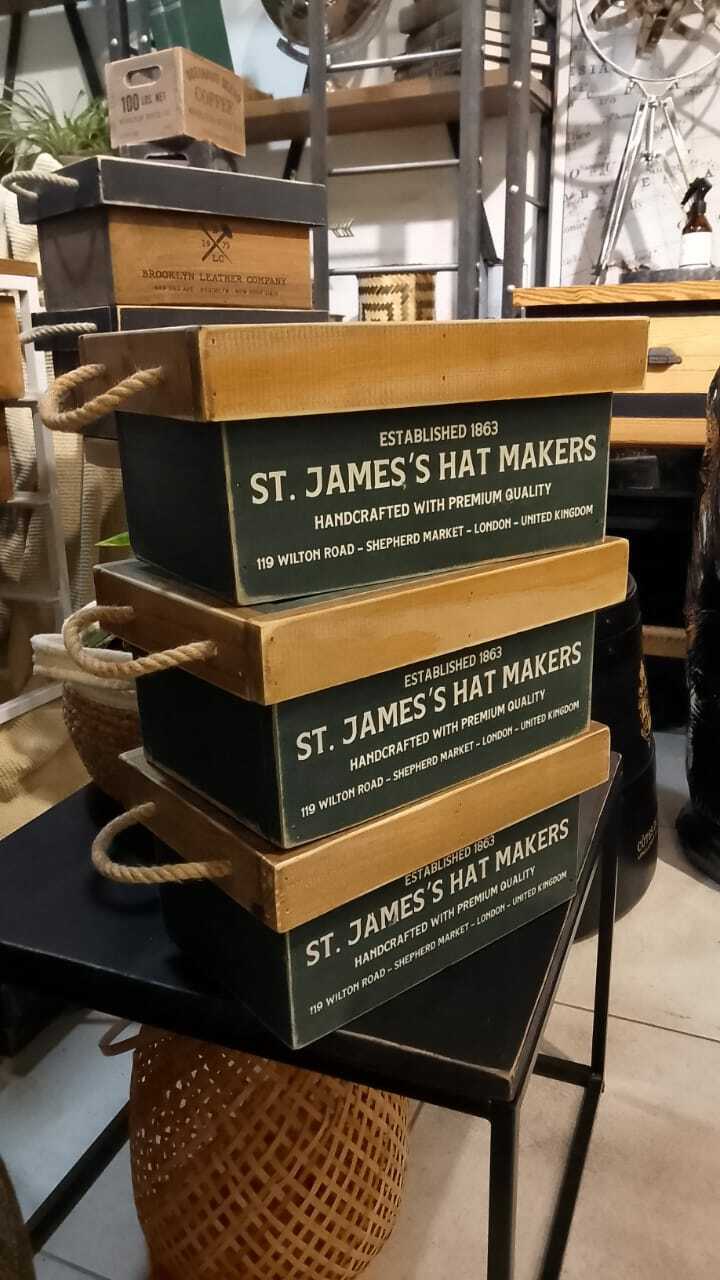 100 LBS. NET
COFFEE
19 75
LC
BROOKLYN LEATHER COMPANY
ESTABLISHED 1863
ST. JAMES'S HAT MAKERS
HANDCRAFTED WITH PREMIUM QUALITY
119 WILTON ROAD – SHEPHERD MARKET – LONDON – UNITED KINGDOM
ESTABLISHED 1863
ST. JAMES'S HAT MAKERS
HANDCRAFTED WITH PREMIUM QUALITY
119 WILTON ROAD – SHEPHERD MARKET – LONDON – UNITED KINGDOM
ESTABLISHED 1863
ST. JAMES'S HAT MAKERS
HANDCRAFTED WITH PREMIUM QUALITY
119 WILTON ROAD – SHEPHERD MARKET – LONDON – UNITED KINGDOM